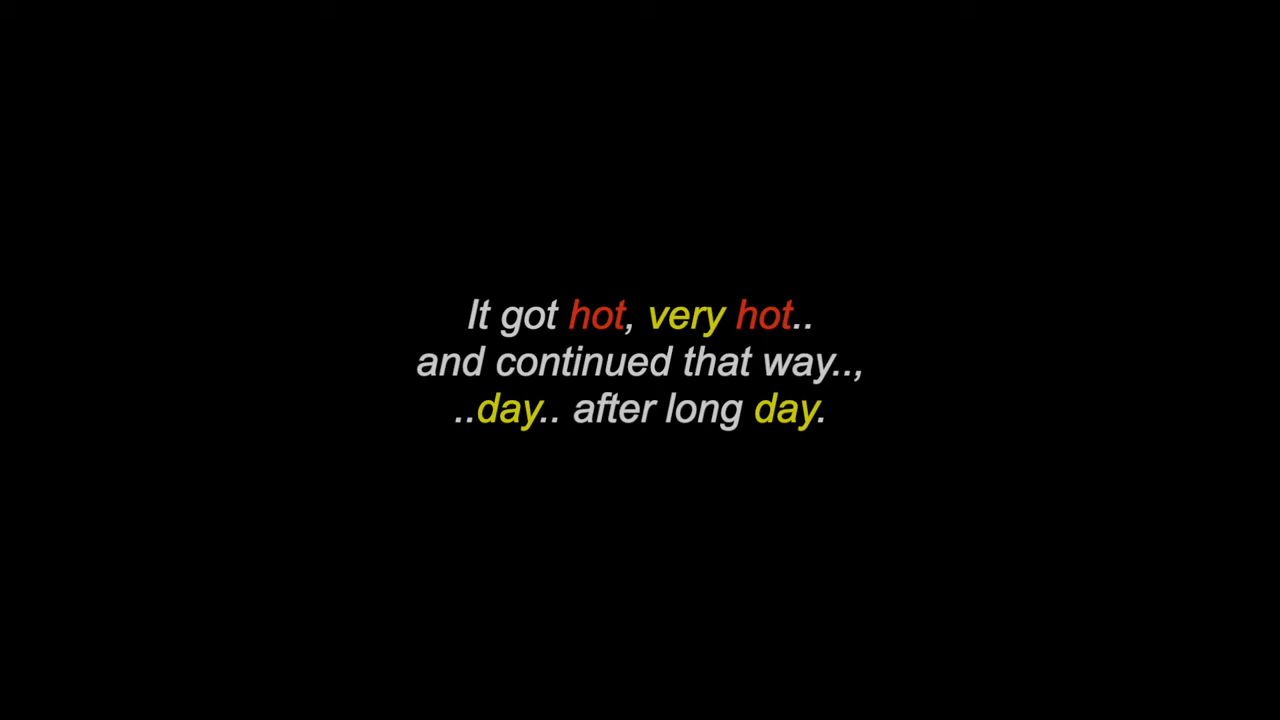 It got hot, very hot..
and continued that way..,
..day.. after long day.